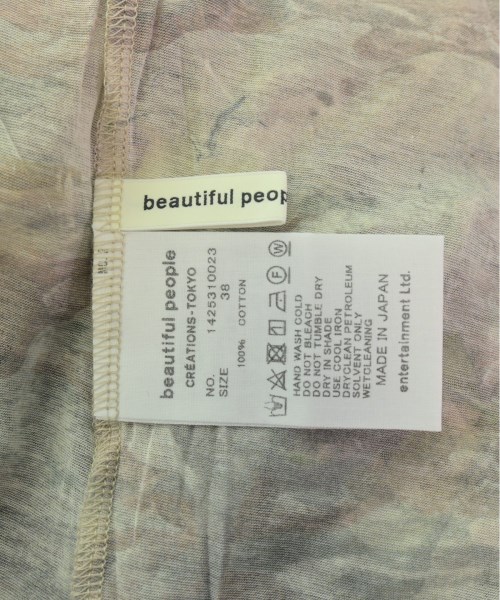 beautiful peop
beautiful people
CRÉATIONS-TOKYO
NO. 1425310023
SIZE 38
100% COTTON
HAND WASH COLD
DO NOT BLEACH
DO NOT TUMBLE DRY
DRY IN SHADE
USE COOL IRON
DRYCLEAN PETROLEUM
SOLVENT ONLY
WETCLEANING
MADE IN JAPAN
entertainment Ltd.